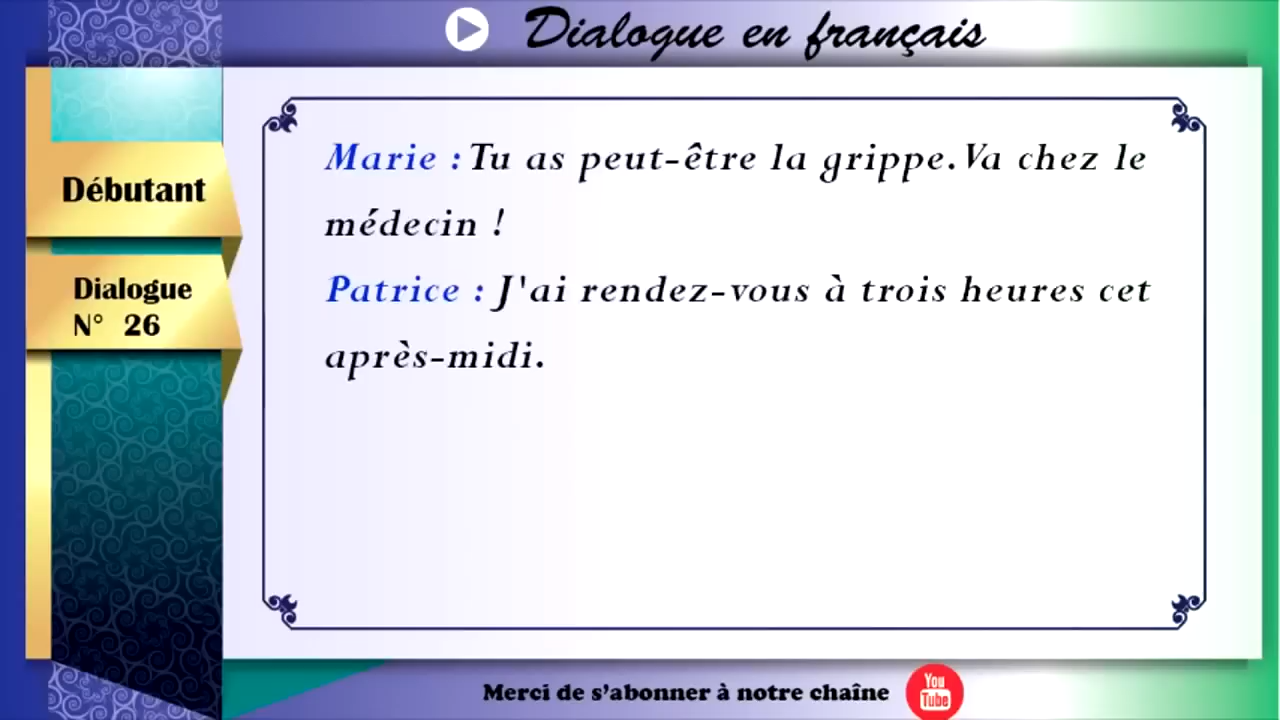 Dialogue en français
Débutant
Dialogue
N° 26
Marie : Tu as peut-être la grippe. Va chez le
médecin !
Patrice : J'ai rendez-vous à trois heures cet
après-midi.
Merci de s’abonner à notre chaîne
You
Tube